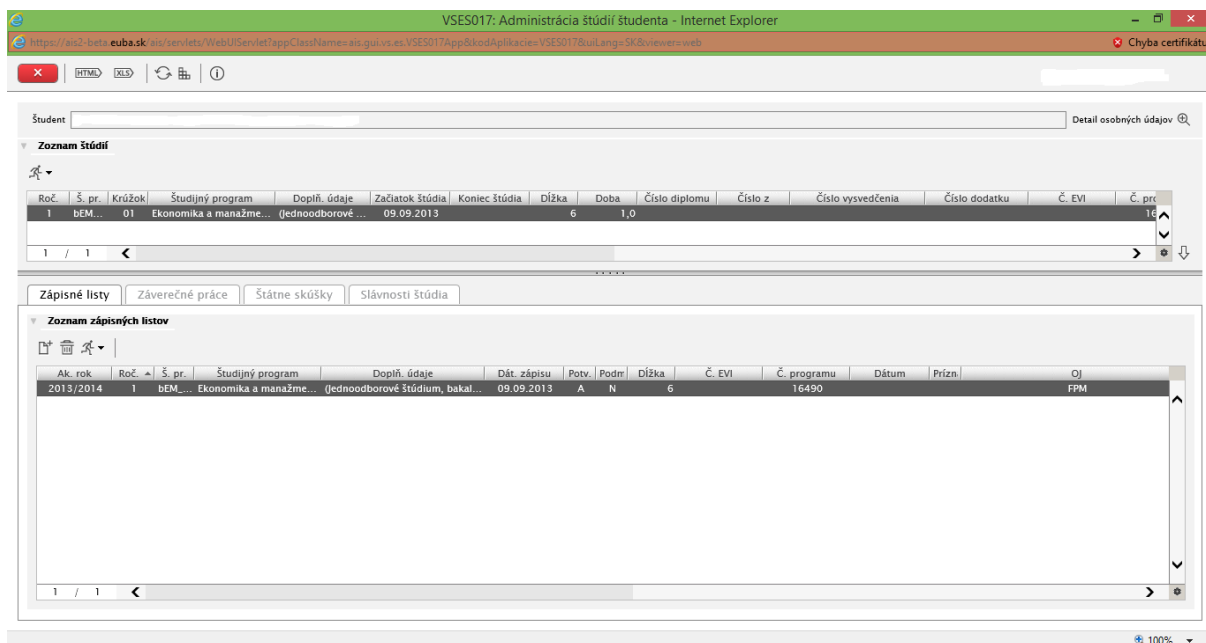 VSES017: Administrácia štúdií študenta - Internet Explorer
https://ais2-beta.euba.sk/ais/servlets/WebUIServlet?appClassName=ais.gui.vs.es.VSES017App&kodAplikacie=VSES017&uiLang=SK&viewer=web Chyba certifikátu
HTML XLS
Študent Detail osobných údajov
Zoznam štúdií
Roč. Š. pr. Krúžok Študijný program Doplň. údaje Začiatok štúdia Koniec štúdia Dĺžka Doba Číslo diplomu Číslo z Číslo vysvedčenia Číslo dodatku Č. EVI Č. pro
1 bEM... 01 Ekonomika a manažme... (Jednoodborové ... 09.09.2013 6 1,0 16
1 / 1
Zápisné listy Záverečné práce Štátne skúšky Slávnosti štúdia
Zoznam zápisných listov
Ak. rok Roč. Š. pr. Študijný program Doplň. údaje Dát. zápisu Potv. Podm Dĺžka Č. EVI Č. programu Dátum Prízn. OJ
2013/2014 1 bEM_... Ekonomika a manažme... (Jednoodborové štúdium, bakal... 09.09.2013 A N 6 16490 FPM
1 / 1
100%